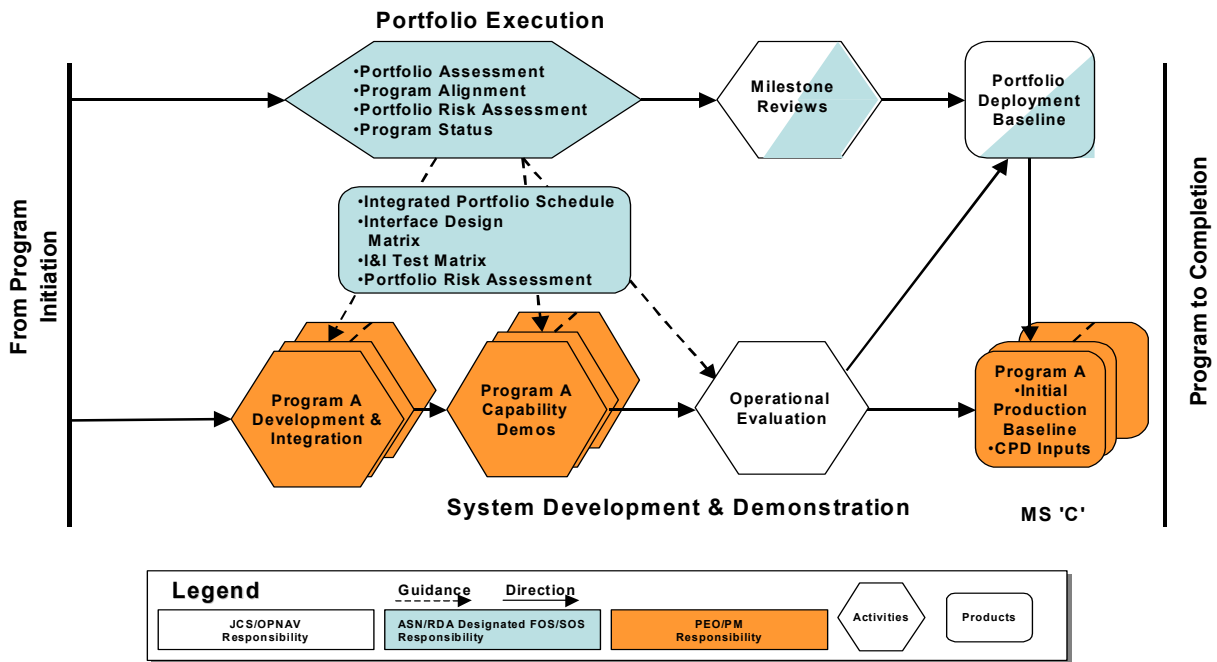 Portfolio Execution
From Program
Initiation
•Portfolio Assessment
•Program Alignment
•Portfolio Risk Assessment
•Program Status
Milestone
Reviews
Portfolio
Deployment
Baseline
•Integrated Portfolio Schedule
•Interface Design
Matrix
•I&I Test Matrix
•Portfolio Risk Assessment
Program A
Development &
Integration
Program A
Capability
Demos
Operational
Evaluation
Program A
•Initial
Production
Baseline
•CPD Inputs
Program to Completion
System Development & Demonstration
MS 'C'
Legend
Guidance
Direction
JCS/OPNAV
Responsibility
ASN/RDA Designated FOS/SOS
Responsibility
PEO/PM
Responsibility
Activities
Products